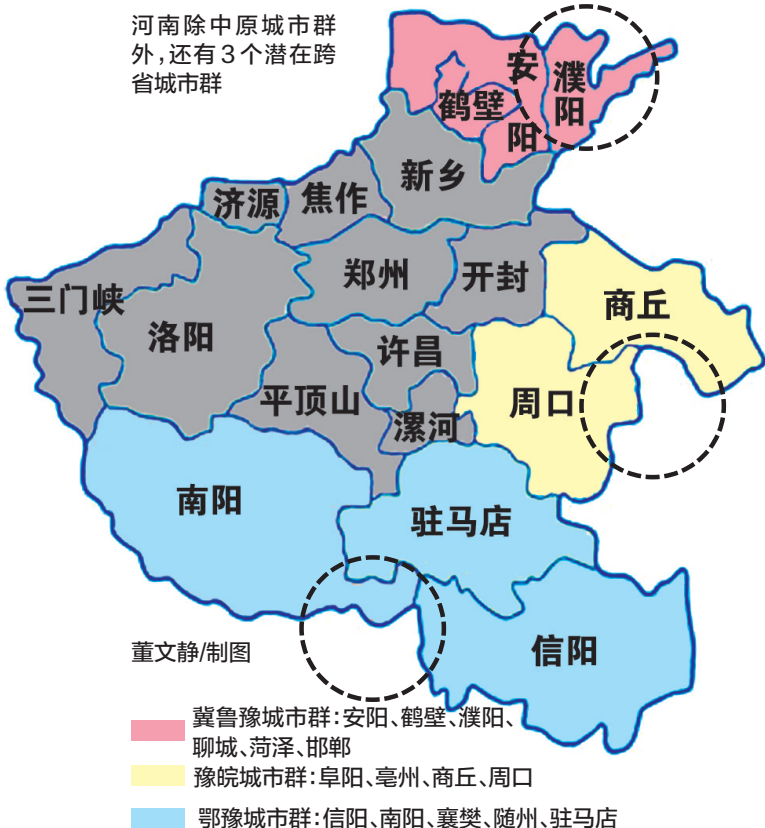 河南除中原城市群
外，还有3个潜在跨
省城市群
安
阳
濮
阳
鹤壁
新乡
济源
焦作
郑州
开封
商丘
三门峡
洛阳
许昌
周口
平顶山
漯河
南阳
驻马店
信阳
董文静/制图
冀鲁豫城市群：安阳、鹤壁、濮阳、
聊城、菏泽、邯郸
豫皖城市群：阜阳、亳州、商丘、周口
鄂豫城市群：信阳、南阳、襄樊、随州、驻马店